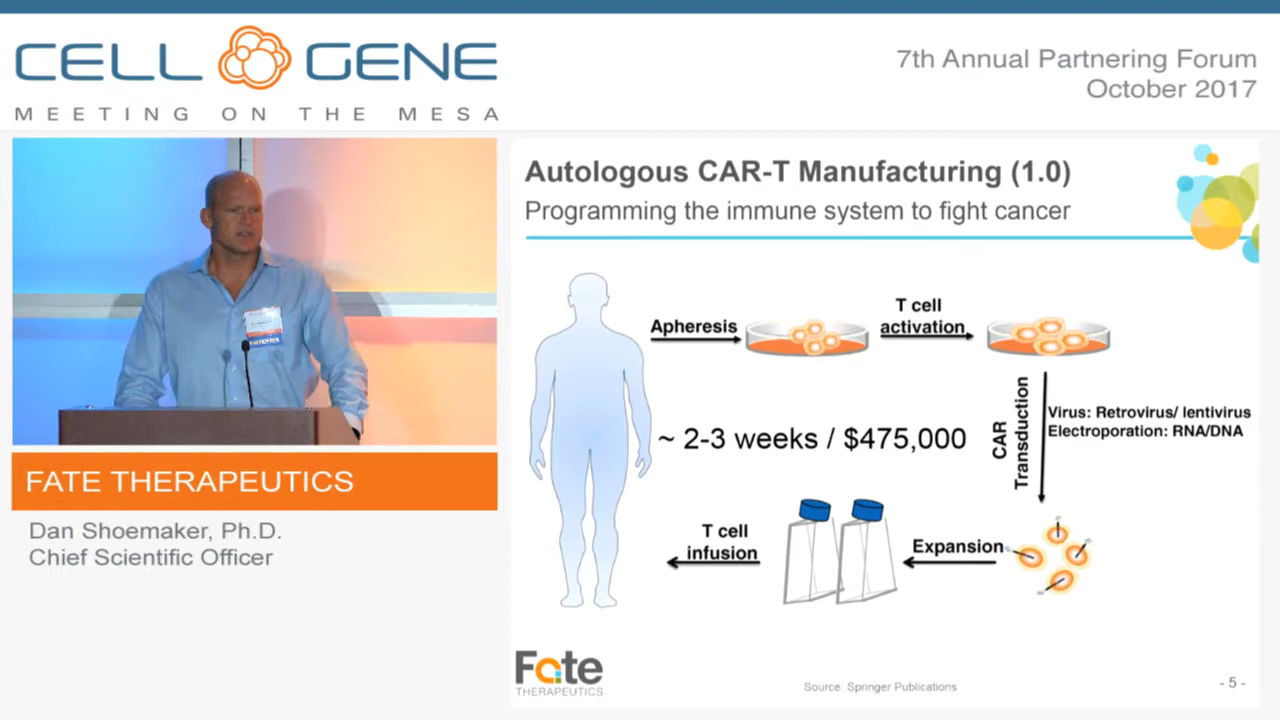 CELL GENE
MEETING ON THE MESA
7th Annual Partnering Forum
October 2017
FATE THERAPEUTICS
Dan Shoemaker, Ph.D.
Chief Scientific Officer
Autologous CAR-T Manufacturing (1.0)
Programming the immune system to fight cancer
Apheresis
T cell
activation
CAR
Transduction
Virus: Retrovirus/ lentivirus
Electroporation: RNA/DNA
~ 2-3 weeks / $475,000
Expansion
T cell
infusion
Fate
THERAPEUTICS
Source: Springer Publications
- 5 -